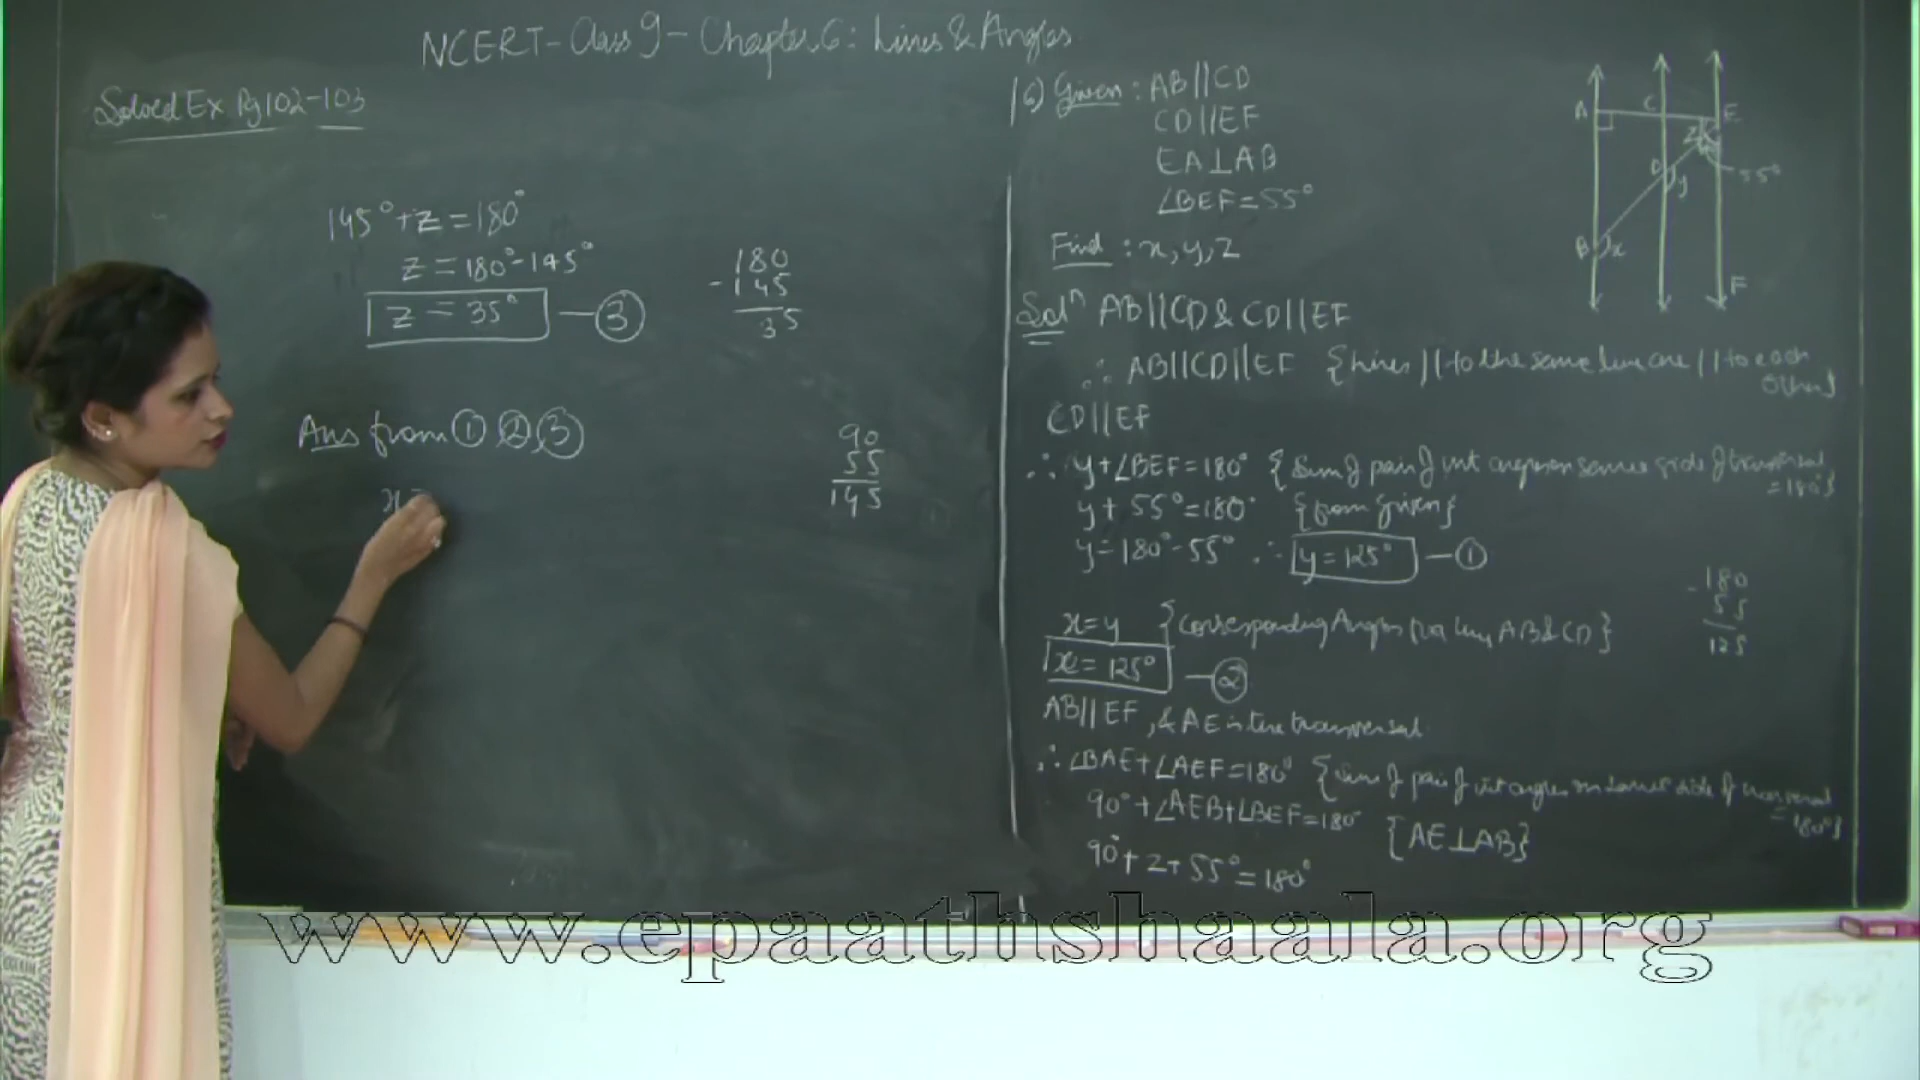 NCERT-Class 9-Chapter 6: Lines & Angles
Solved Ex Pg 102-103
145° + z = 180°
z = 180° - 145°
z = 35° — ③
180
- 145
35
Ans from ① ② ③
x =
90
55
145
16) Given : AB||CD
CD||EF
EA⊥AB
∠BEF = 55°
Find : x, y, z
Solⁿ AB||CD & CD||EF
∴ AB||CD||EF {Lines || to the same line are || to each
other}
CD||EF
∴ y + ∠BEF = 180° {Sum of pair of int angles on same side of transversal
= 180°}
y + 55° = 180° {from given}
y = 180° - 55° ∴ y = 125° — ①
- 180
55
125
x = y {corresponding Angles AB & CD}
x = 125° — ②
AB||EF, & AE is the transversal
∴ ∠BAE + ∠AEF = 180° {Sum of pair of int angles on same side of transversal
= 180°}
90° + ∠AEB + ∠BEF = 180° {AE⊥AB}
90° + z + 55° = 180°
A C E
z
D
55°
y
B x
F
www.epaathshaala.org